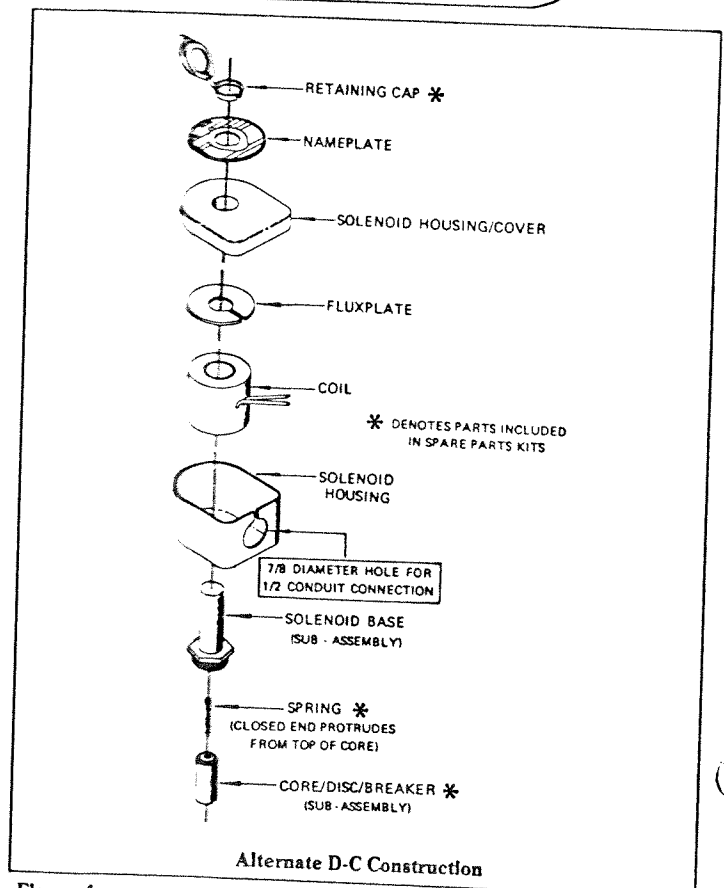 RETAINING CAP *
NAMEPLATE
SOLENOID HOUSING/COVER
FLUXPLATE
COIL
* DENOTES PARTS INCLUDED
IN SPARE PARTS KITS
SOLENOID
HOUSING
7/8 DIAMETER HOLE FOR
1/2 CONDUIT CONNECTION
SOLENOID BASE
(SUB - ASSEMBLY)
SPRING *
(CLOSED END PROTRUDES
FROM TOP OF CORE)
CORE/DISC/BREAKER *
(SUB - ASSEMBLY)
Alternate D-C Construction